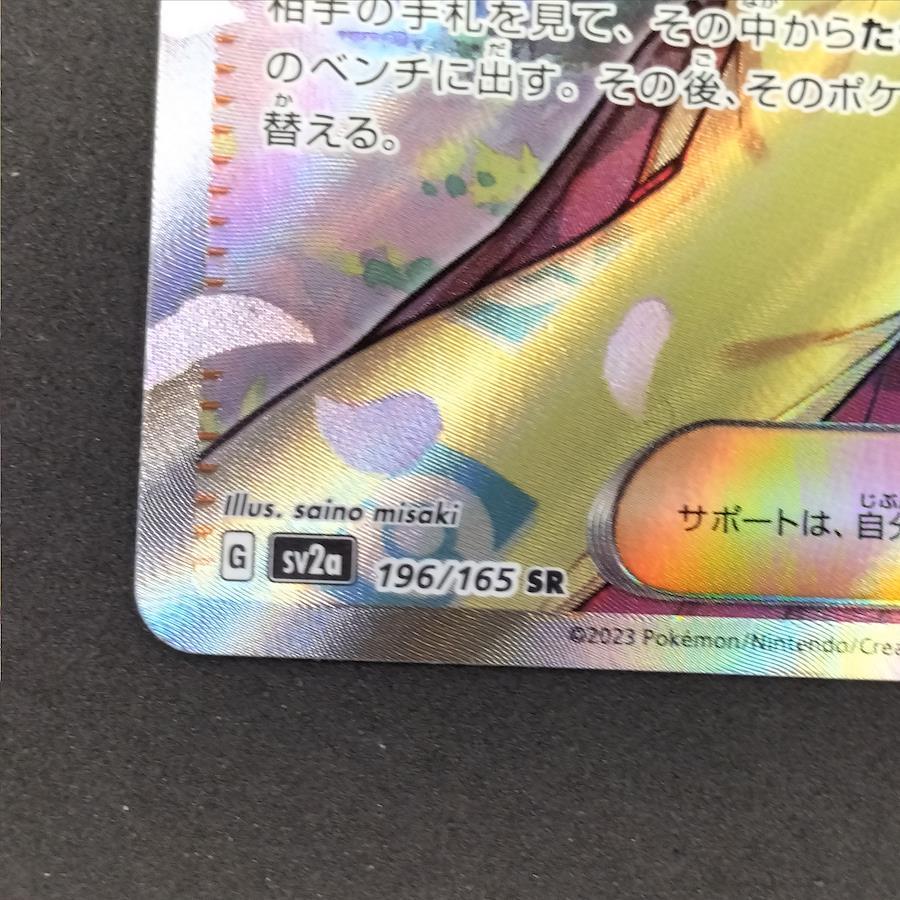 相手の手札を見て、その中からた
のベンチに出す。その後、そのポケ
替える。
Illus. saino misaki
G sv2a 196/165 SR
サポートは、自分
©2023 Pokémon/Nintendo/Crea